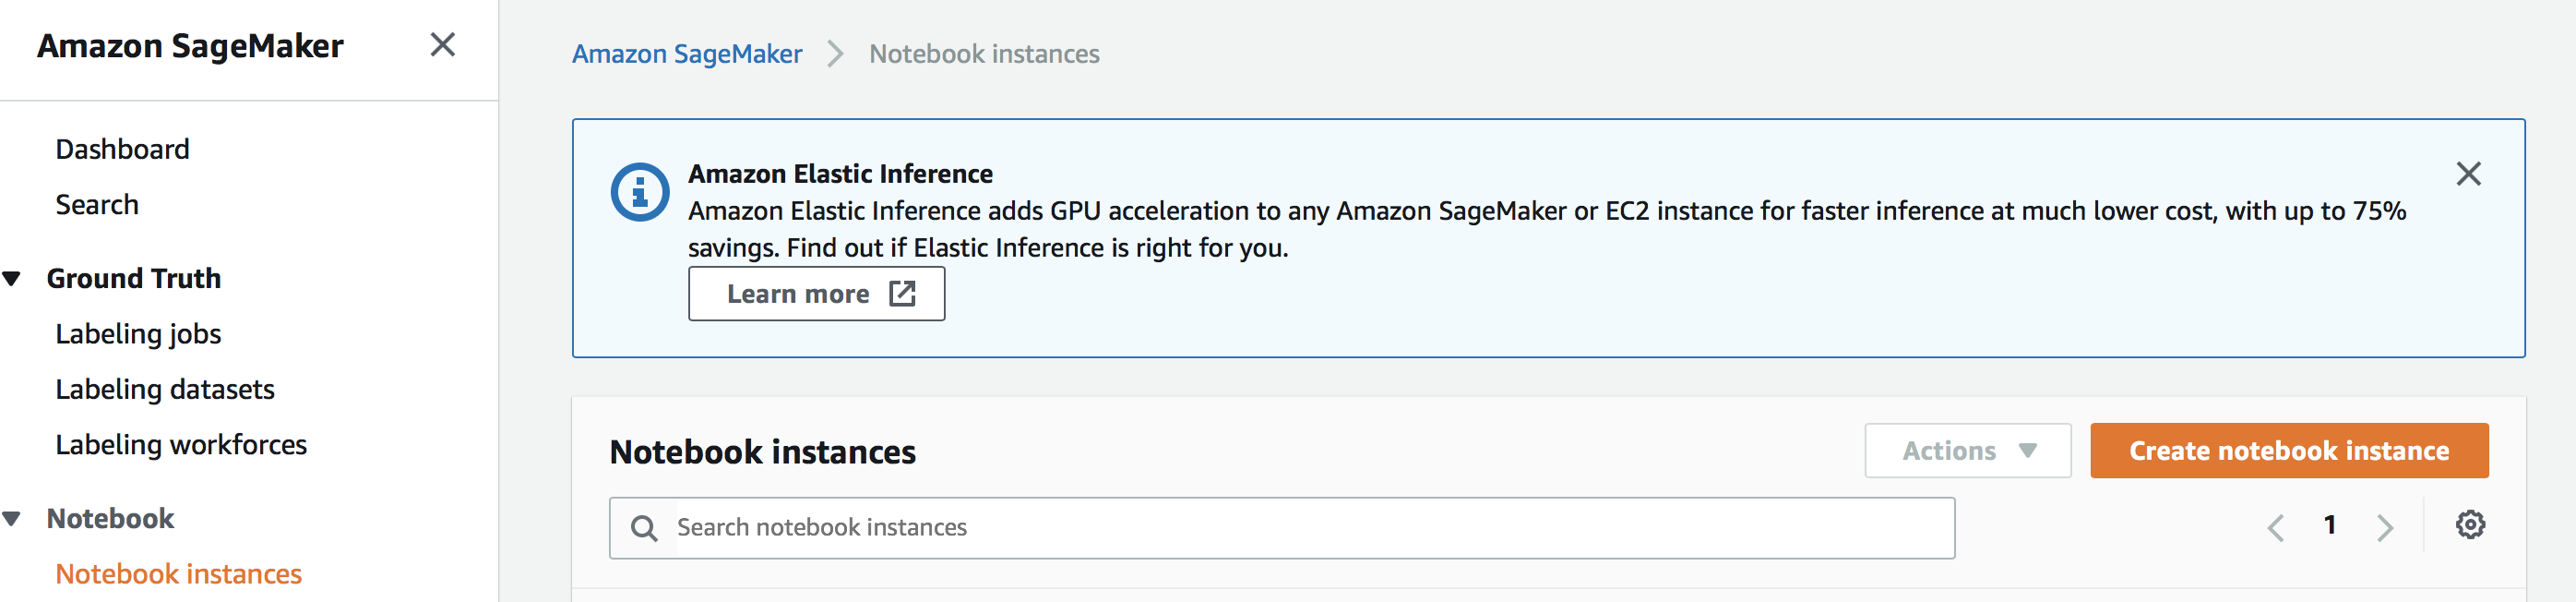 Amazon SageMaker
Dashboard
Search
Ground Truth
Labeling jobs
Labeling datasets
Labeling workforces
Notebook
Notebook instances
Amazon SageMaker > Notebook instances
Amazon Elastic Inference
Amazon Elastic Inference adds GPU acceleration to any Amazon SageMaker or EC2 instance for faster inference at much lower cost, with up to 75%
savings. Find out if Elastic Inference is right for you.
Learn more
Notebook instances
Actions
Create notebook instance
Search notebook instances
1